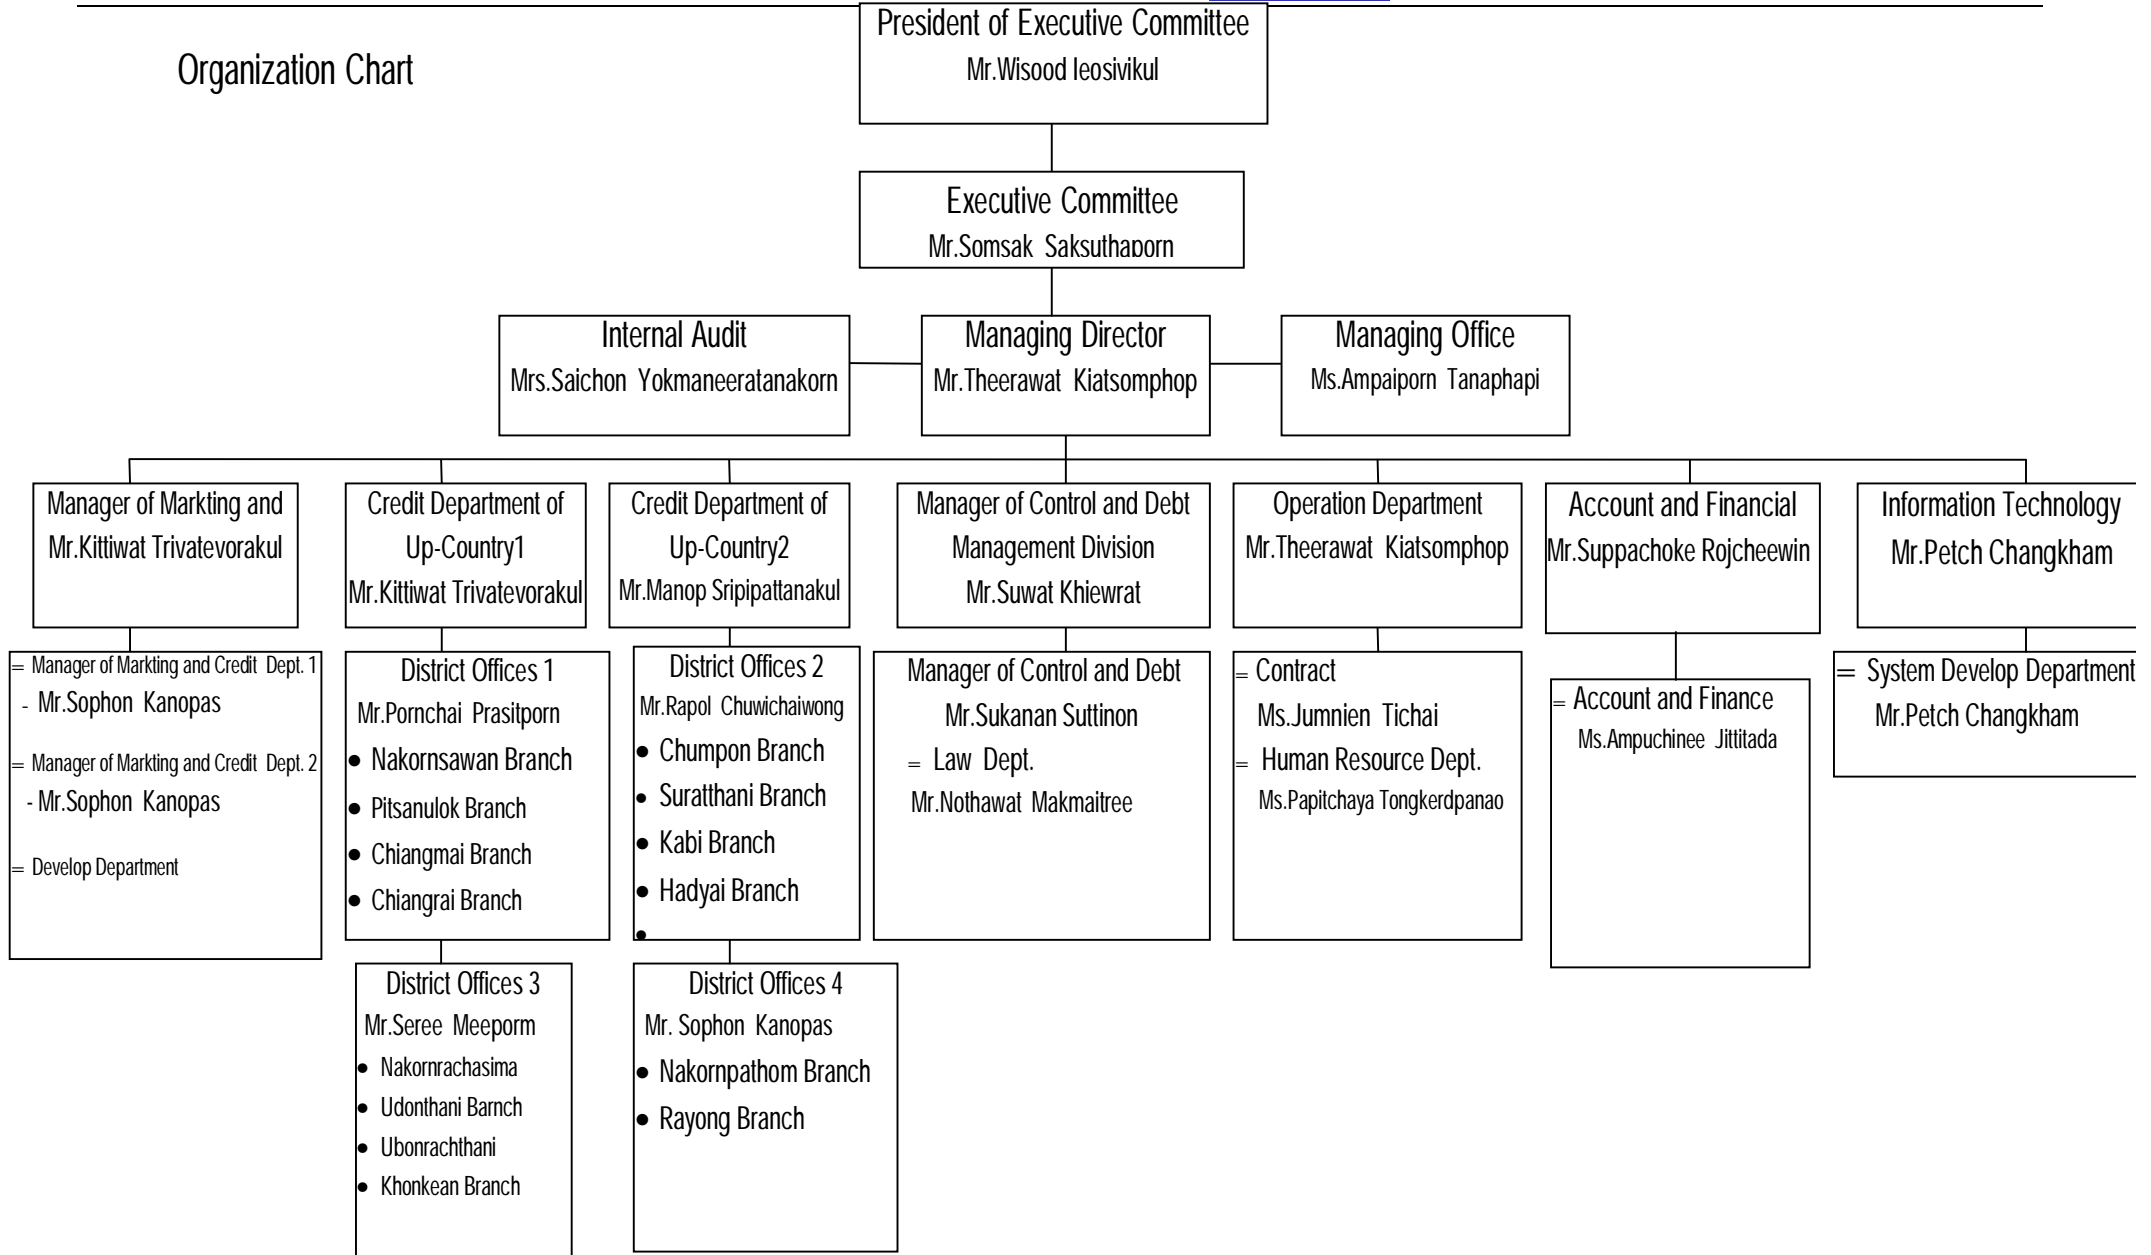 President of Executive Committee
Mr.Wisood leosivikul
Organization Chart
Executive Committee
Mr.Somsak Saksuthaporn
Internal Audit
Mrs.Saichon Yokmaneeratanakorn
Managing Director
Mr.Theerawat Kiatsomphop
Managing Office
Ms.Ampaiporn Tanaphapi
Manager of Markting and
Mr.Kittiwat Trivatevorakul
Credit Department of
Up-Country1
Mr.Kittiwat Trivatevorakul
Credit Department of
Up-Country2
Mr.Manop Sripipattanakul
Manager of Control and Debt
Management Division
Mr.Suwat Khiewrat
Operation Department
Mr.Theerawat Kiatsomphop
Account and Financial
Mr.Suppachoke Rojcheewin
Information Technology
Mr.Petch Changkham
= Manager of Markting and Credit Dept. 1
- Mr.Sophon Kanopas
= Manager of Markting and Credit Dept. 2
- Mr.Sophon Kanopas
= Develop Department
District Offices 1
Mr.Pornchai Prasitporn
• Nakornsawan Branch
• Pitsanulok Branch
• Chiangmai Branch
• Chiangrai Branch
District Offices 2
Mr.Rapol Chuwichaiwong
• Chumpon Branch
• Suratthani Branch
• Kabi Branch
• Hadyai Branch
•
Manager of Control and Debt
Mr.Sukanan Suttinon
= Law Dept.
Mr.Nothawat Makmaitree
= Contract
Ms.Jumnien Tichai
= Human Resource Dept.
Ms.Papitchaya Tongkerdpanao
= Account and Finance
Ms.Ampuchinee Jittitada
= System Develop Department
Mr.Petch Changkham
District Offices 3
Mr.Seree Meeporm
• Nakornrachasima
• Udonthani Barnch
• Ubonrachthani
• Khonkean Branch
District Offices 4
Mr. Sophon Kanopas
• Nakornpathom Branch
• Rayong Branch